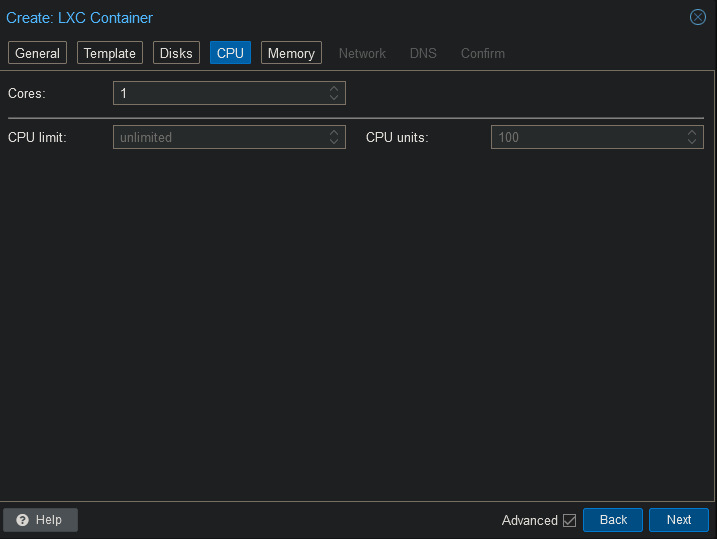 Create: LXC Container
General Template Disks CPU Memory Network DNS Confirm
Cores: 1
CPU limit: unlimited CPU units: 100
Help Advanced Back Next